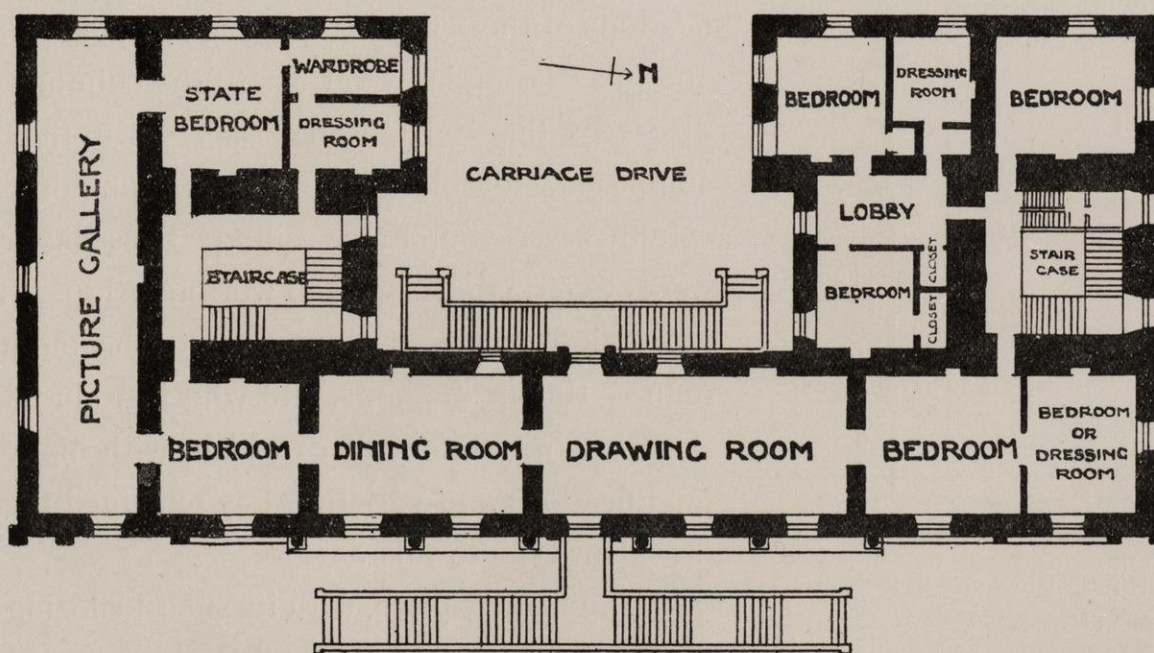 WARDROBE
STATE
BEDROOM
DRESSING
ROOM
N
CARRIAGE DRIVE
BEDROOM
DRESSING
ROOM
BEDROOM
PICTURE GALLERY
STAIRCASE
LOBBY
CLOSET
BEDROOM
CLOSET
STAIR
CASE
BEDROOM
DINING ROOM
DRAWING ROOM
BEDROOM
BEDROOM
OR
DRESSING
ROOM